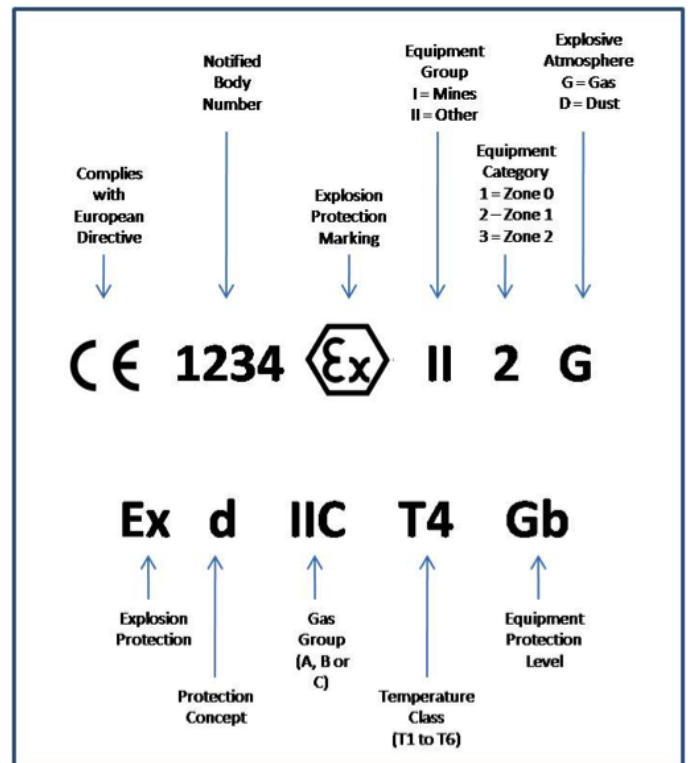 Notified
Body
Number
Equipment
Group
I = Mines
II = Other
Explosive
Atmosphere
G = Gas
D = Dust
Complies
with
European
Directive
Explosion
Protection
Marking
Equipment
Category
1 = Zone 0
2 – Zone 1
3 = Zone 2
CE 1234 Ex II 2 G
Ex d IIC T4 Gb
Explosion
Protection
Protection
Concept
Gas
Group
(A, B or
C)
Temperature
Class
(T1 to T6)
Equipment
Protection
Level